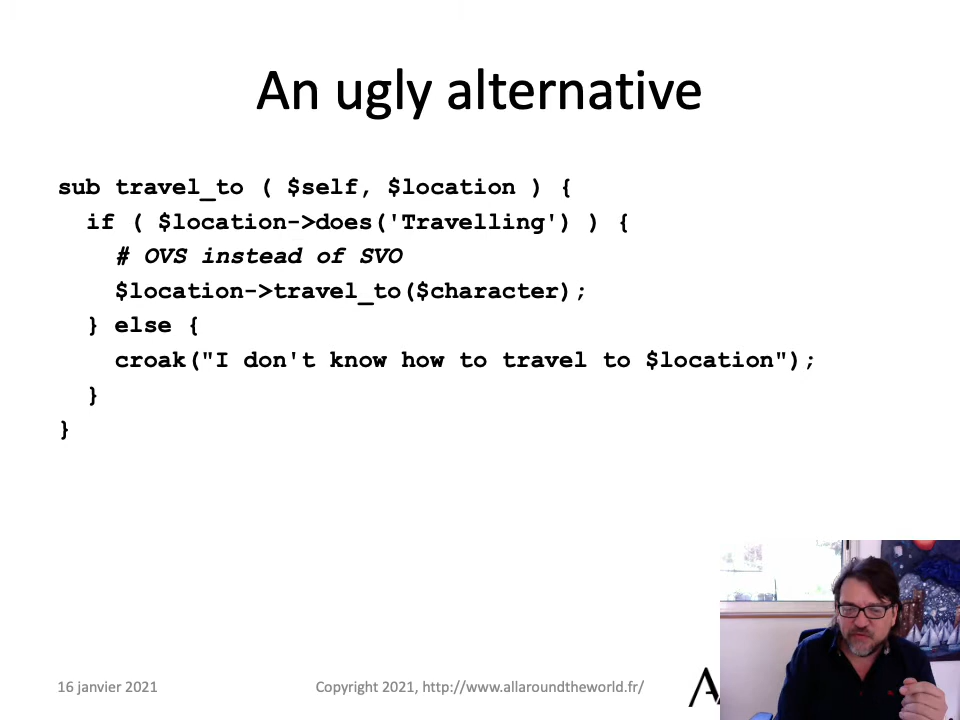 An ugly alternative
sub travel_to ( $self, $location ) {
if ( $location->does('Travelling') ) {
# OVS instead of SVO
$location->travel_to($character);
} else {
croak("I don't know how to travel to $location");
}
}
16 janvier 2021
Copyright 2021, http://www.allaroundtheworld.fr/